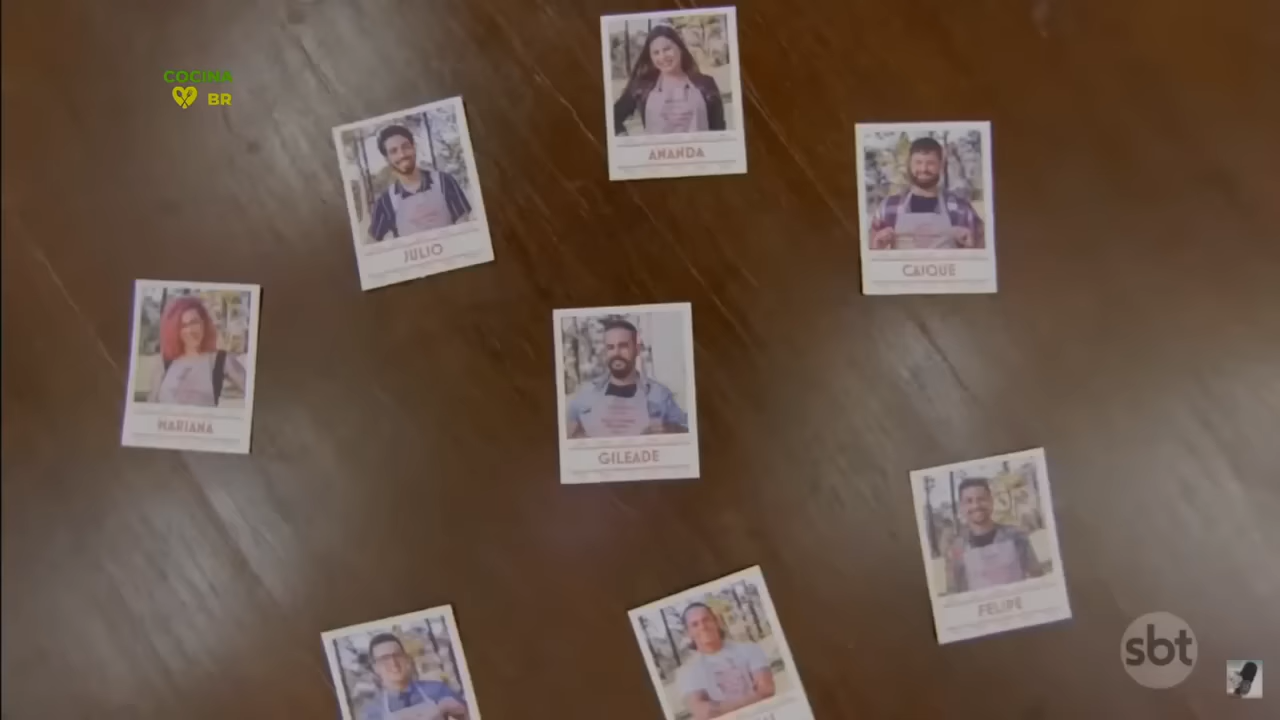 COCINA
BR
ANANDA
JULIO
CAIQUE
MARIANA
GILEADE
FELIPE
sbt